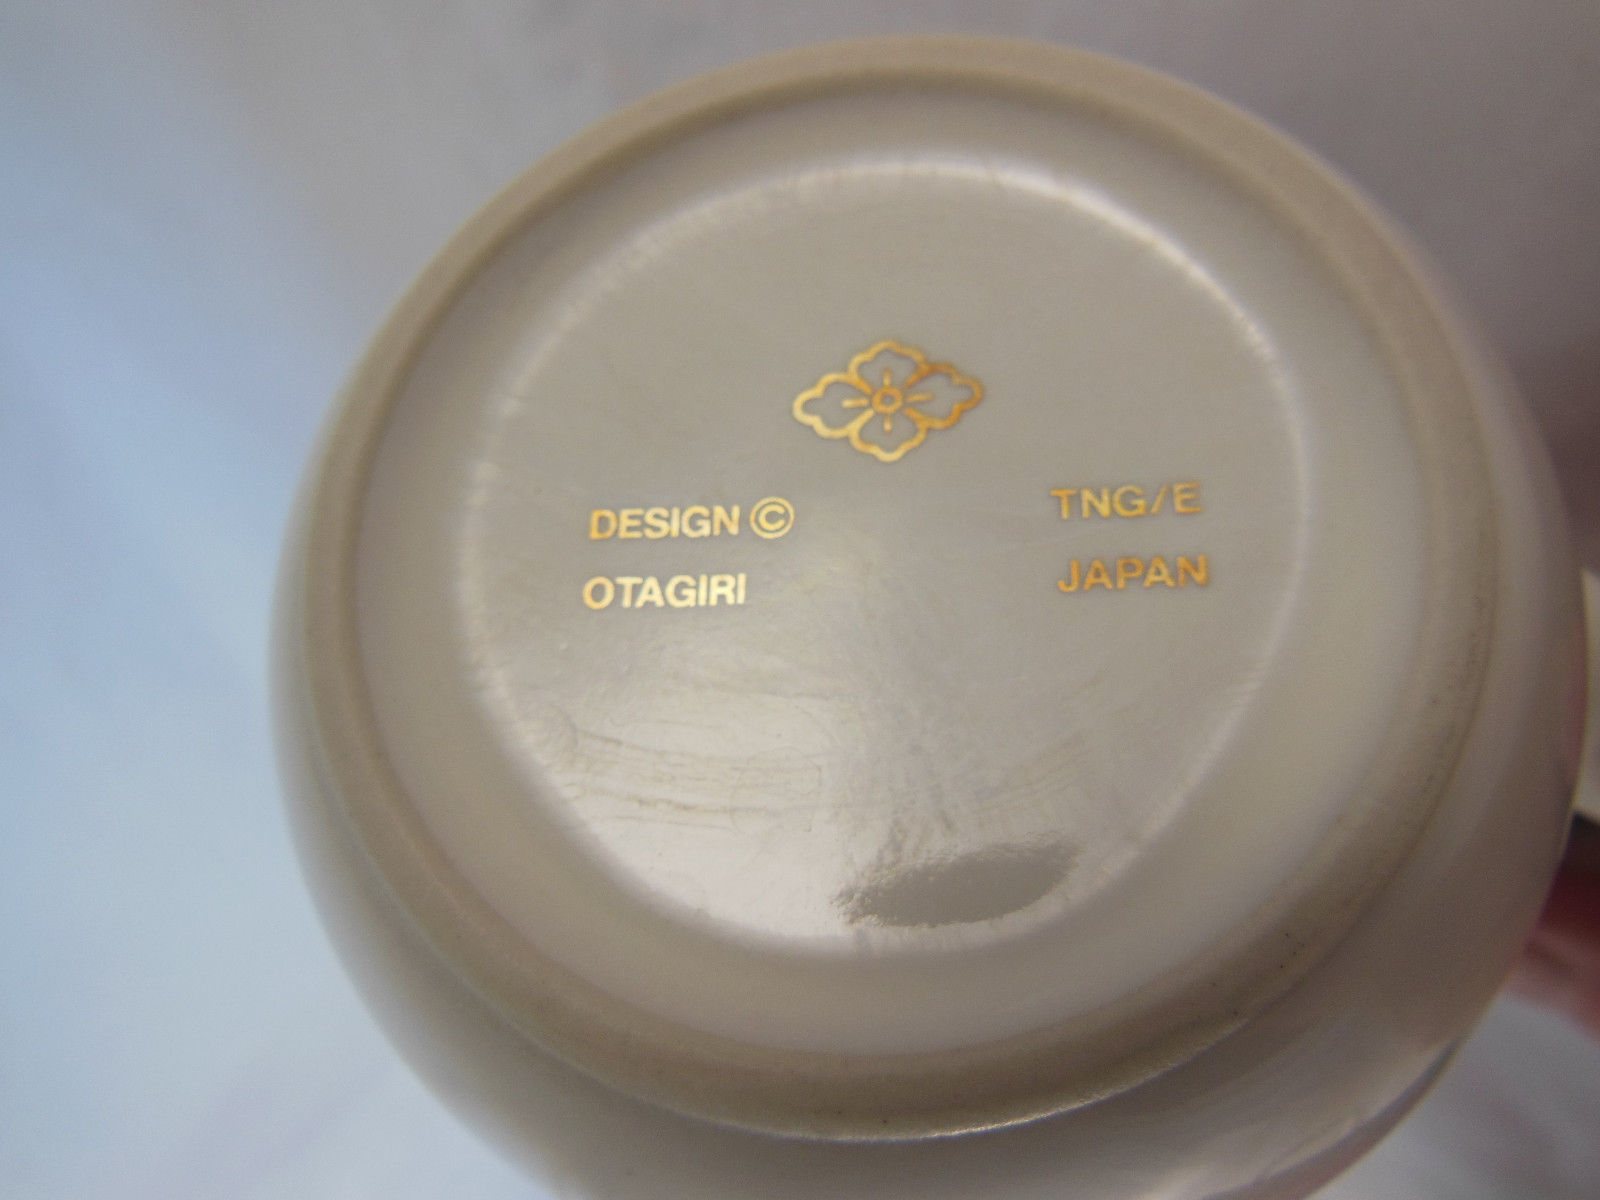 DESIGN ©
OTAGIRI
TNG/E
JAPAN